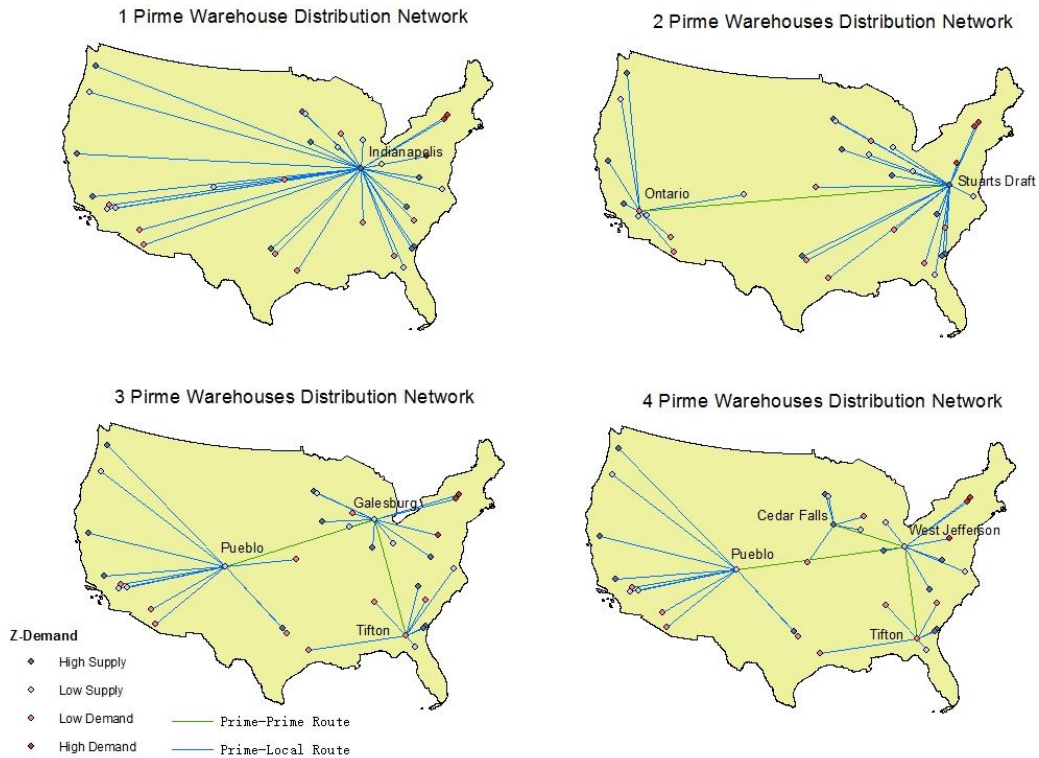 1 Pirme Warehouse Distribution Network
2 Pirme Warehouses Distribution Network
Indianapolis
Ontario
Stuarts Draft
3 Pirme Warehouses Distribution Network
4 Pirme Warehouses Distribution Network
Galesburg
Pueblo
Tifton
Cedar Falls
West Jefferson
Pueblo
Tifton
Z-Demand
High Supply
Low Supply
Low Demand
High Demand
Prime-Prime Route
Prime-Local Route